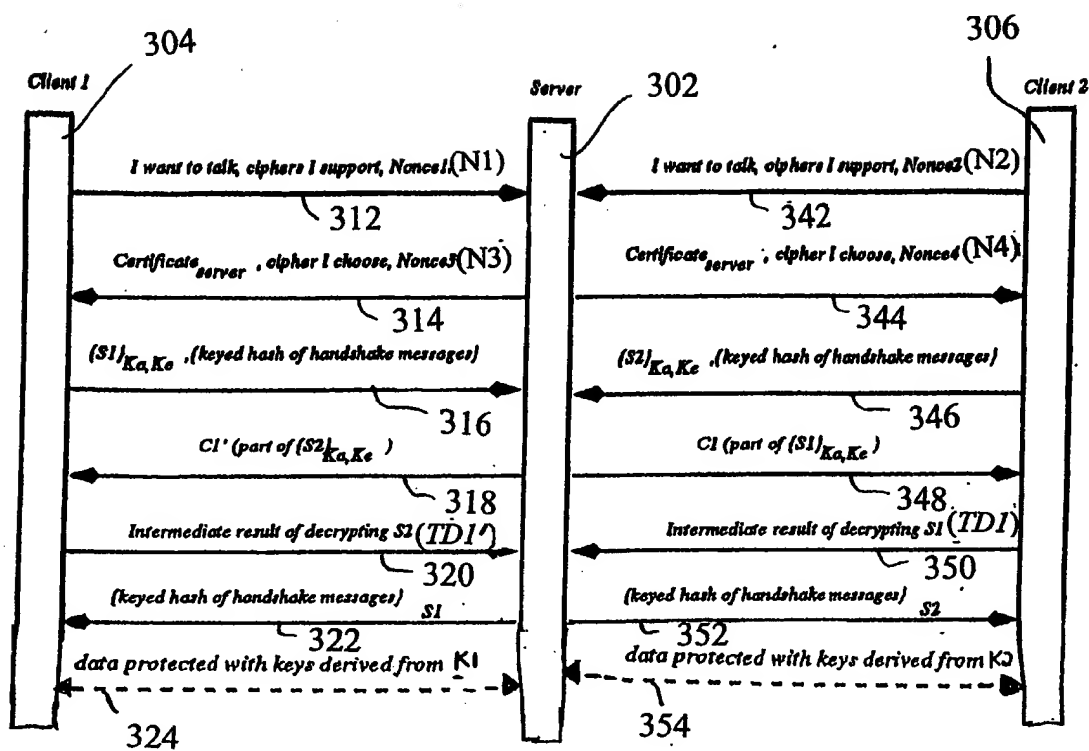 304
306
Client 1
Server
302
Client 2
I want to talk, ciphers I support, Nonce1 (N1)
I want to talk, ciphers I support, Nonce2 (N2)
312
342
Certificate server , cipher I choose, Nonce3 (N3)
Certificate server , cipher I choose, Nonce4 (N4)
314
344
{S1}Ka,Ke ,{keyed hash of handshake messages}
{S2}Ka,Ke ,{keyed hash of handshake messages}
316
346
C1' (part of {S2}Ka,Ke )
C1 (part of {S1}Ka,Ke )
318
348
Intermediate result of decrypting S2 (TD1')
Intermediate result of decrypting S1 (TD1)
320
350
{keyed hash of handshake messages} S1
{keyed hash of handshake messages} S2
322
352
data protected with keys derived from K1
data protected with keys derived from
324
354